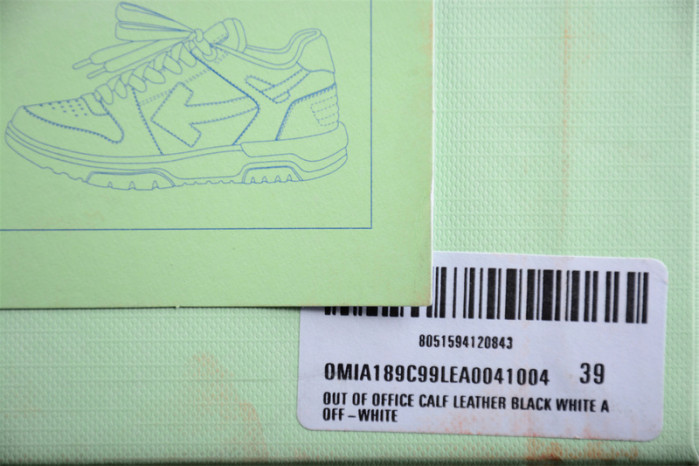 8051594120843
OMIA189C99LEA0041004 39
OUT OF OFFICE CALF LEATHER BLACK WHITE A
OFF-WHITE